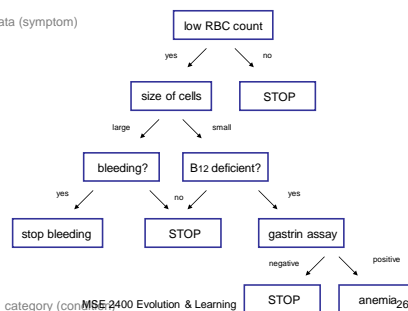 ata (symptom)
low RBC count
yes
no
size of cells
STOP
large
small
bleeding?
B12 deficient?
yes
no
yes
stop bleeding
STOP
gastrin assay
negative
positive
STOP
anemia
category (condition)
MSE 2400 Evolution & Learning
26